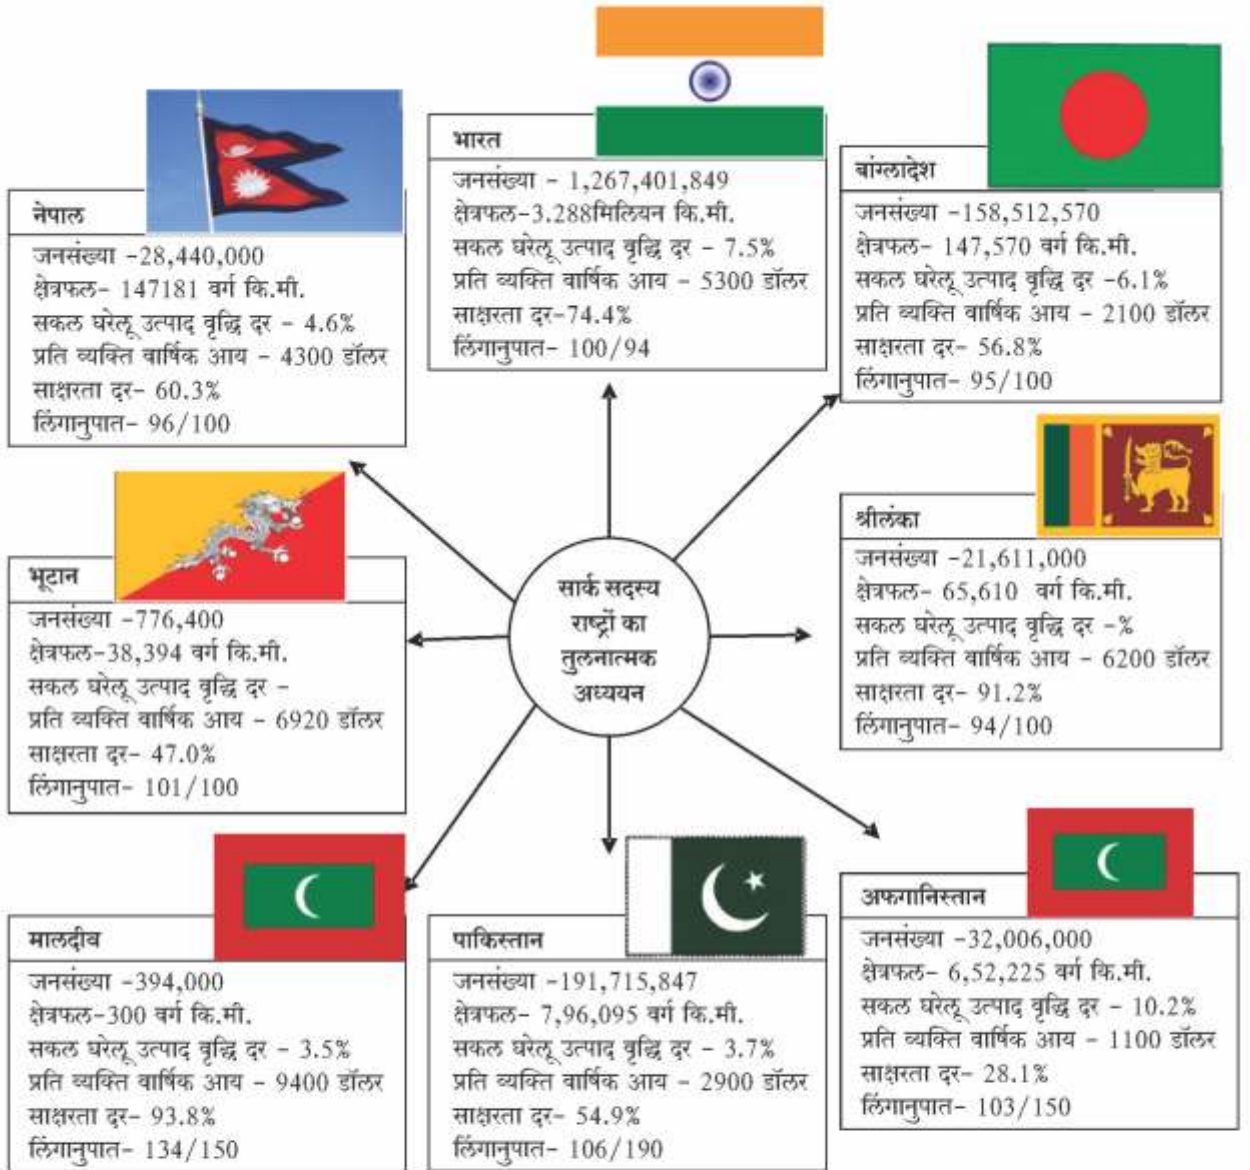 भारत
जनसंख्या - 1,267,401,849
क्षेत्रफल-3.288मिलियन कि.मी.
सकल घरेलू उत्पाद वृद्धि दर - 7.5%
प्रति व्यक्ति वार्षिक आय - 5300 डॉलर
साक्षरता दर-74.4%
लिंगानुपात- 100/94
बांग्लादेश
जनसंख्या -158,512,570
क्षेत्रफल- 147,570 वर्ग कि.मी.
सकल घरेलू उत्पाद वृद्धि दर -6.1%
प्रति व्यक्ति वार्षिक आय - 2100 डॉलर
साक्षरता दर- 56.8%
लिंगानुपात- 95/100
नेपाल
जनसंख्या -28,440,000
क्षेत्रफल- 147181 वर्ग कि.मी.
सकल घरेलू उत्पाद वृद्धि दर - 4.6%
प्रति व्यक्ति वार्षिक आय - 4300 डॉलर
साक्षरता दर- 60.3%
लिंगानुपात- 96/100
श्रीलंका
जनसंख्या -21,611,000
क्षेत्रफल- 65,610 वर्ग कि.मी.
सकल घरेलू उत्पाद वृद्धि दर -%
प्रति व्यक्ति वार्षिक आय - 6200 डॉलर
साक्षरता दर- 91.2%
लिंगानुपात- 94/100
सार्क सदस्य
राष्ट्रों का
तुलनात्मक
अध्ययन
भूटान
जनसंख्या -776,400
क्षेत्रफल-38,394 वर्ग कि.मी.
सकल घरेलू उत्पाद वृद्धि दर -
प्रति व्यक्ति वार्षिक आय - 6920 डॉलर
साक्षरता दर- 47.0%
लिंगानुपात- 101/100
मालदीव
जनसंख्या -394,000
क्षेत्रफल-300 वर्ग कि.मी.
सकल घरेलू उत्पाद वृद्धि दर - 3.5%
प्रति व्यक्ति वार्षिक आय - 9400 डॉलर
साक्षरता दर- 93.8%
लिंगानुपात- 134/150
पाकिस्तान
जनसंख्या -191,715,847
क्षेत्रफल- 7,96,095 वर्ग कि.मी.
सकल घरेलू उत्पाद वृद्धि दर - 3.7%
प्रति व्यक्ति वार्षिक आय - 2900 डॉलर
साक्षरता दर- 54.9%
लिंगानुपात- 106/190
अफगानिस्तान
जनसंख्या -32,006,000
क्षेत्रफल- 6,52,225 वर्ग कि.मी.
सकल घरेलू उत्पाद वृद्धि दर - 10.2%
प्रति व्यक्ति वार्षिक आय - 1100 डॉलर
साक्षरता दर- 28.1%
लिंगानुपात- 103/150